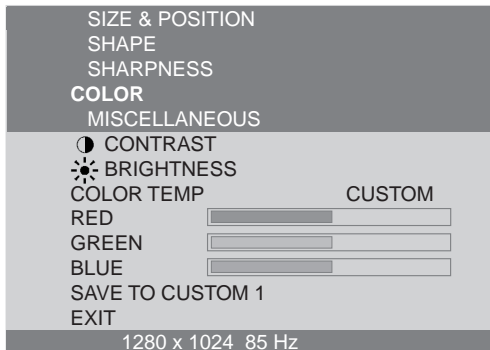 SIZE & POSITION
SHAPE
SHARPNESS
COLOR
MISCELLANEOUS
CONTRAST
BRIGHTNESS
COLOR TEMP CUSTOM
RED
GREEN
BLUE
SAVE TO CUSTOM 1
EXIT
1280 x 1024 85 Hz